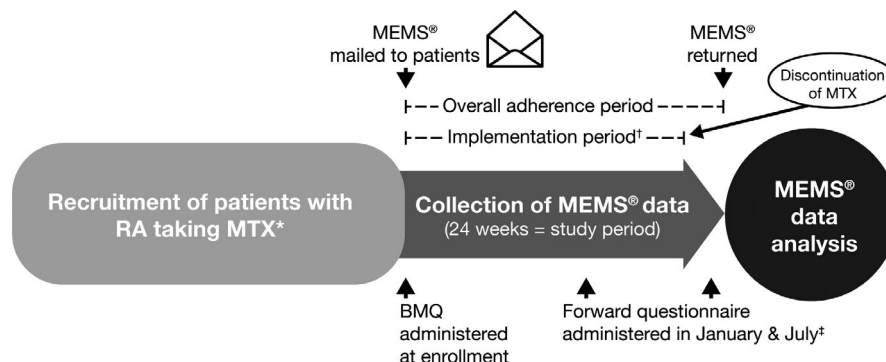 MEMS®
mailed to patients
MEMS®
returned
Discontinuation
of MTX
Overall adherence period
Implementation period†
Recruitment of patients with
RA taking MTX*
Collection of MEMS® data
(24 weeks = study period)
MEMS®
data
analysis
BMQ
administered
at enrollment
Forward questionnaire
administered in January & July‡